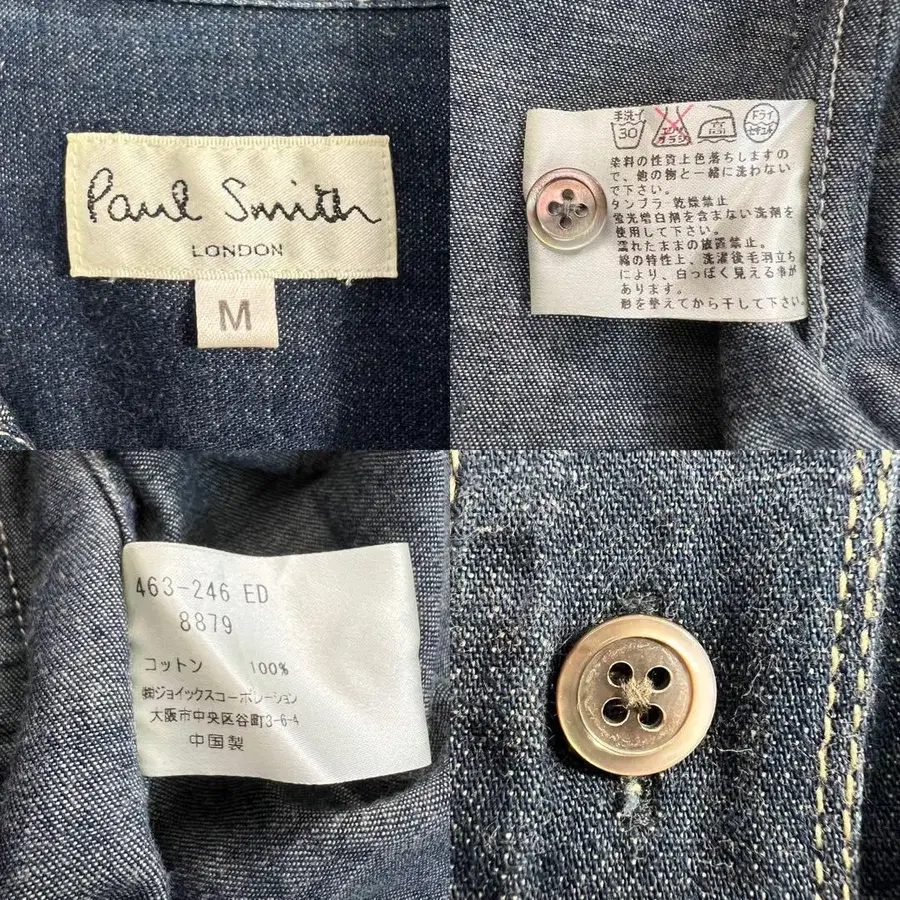 Paul Smith
LONDON
M
手洗イ
30
エンソ
サラシ
高
ドライ
セキユ系
染料の性質上色落ちしますの
で、他の物と一緒に洗わない
で下さい。
タンブラー乾燥禁止
蛍光増白剤を含まない洗剤を
使用して下さい。
濡れたままの放置禁止。
綿の特性上、洗濯後毛羽立ち
により、白っぽく見える事が
あります。
形を整えてから干して下さい。
463-246 ED
8879
コットン 100%
㈱ジョイックスコーポレーション
大阪市中央区谷町3-6-4
中国製